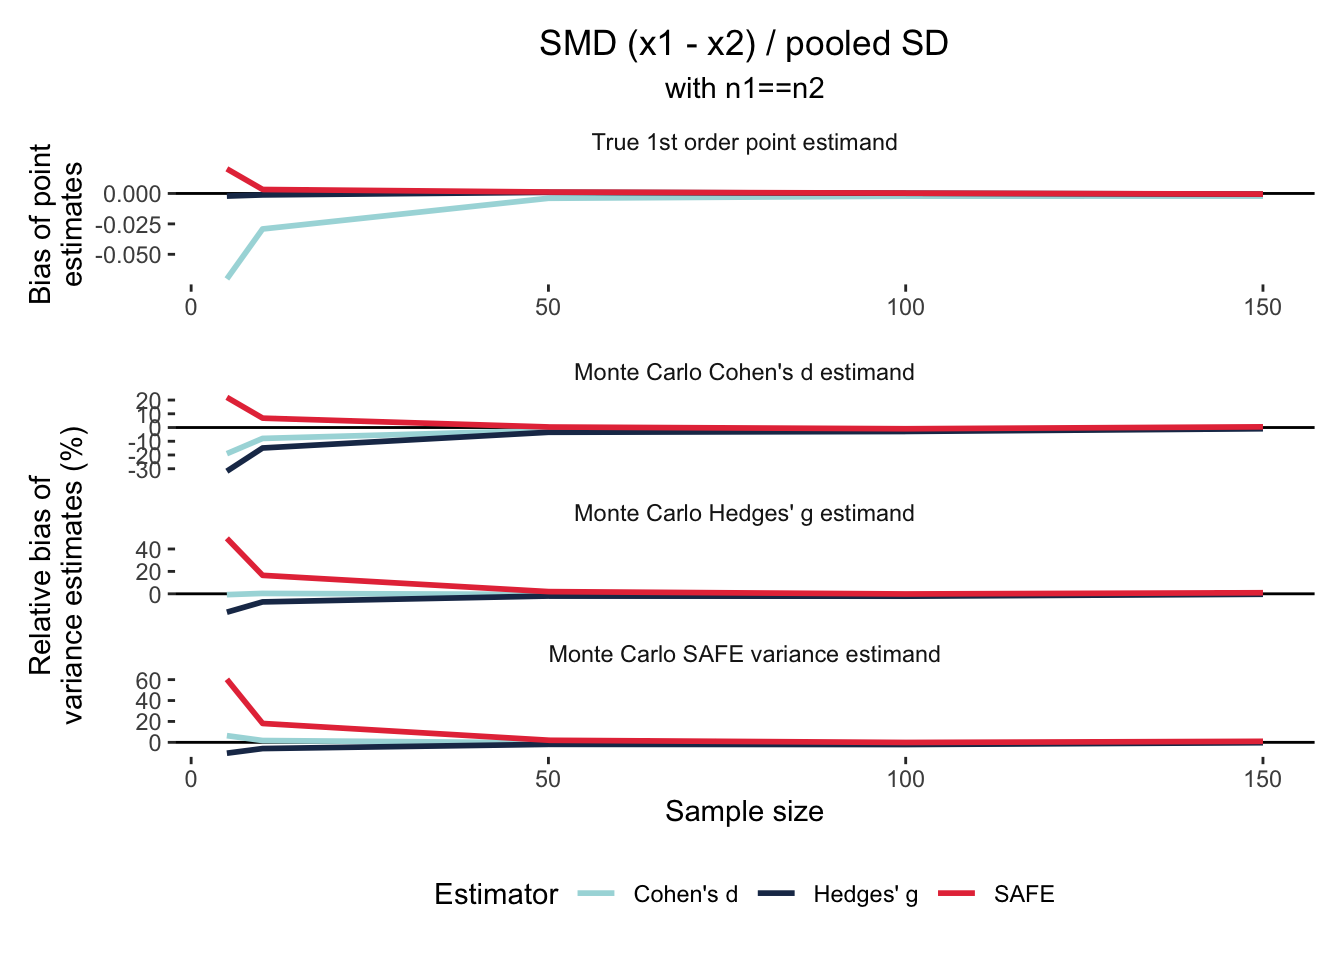 SMD (x1 - x2) / pooled SD
with n1==n2
True 1st order point estimand
Bias of point
estimates
0.000
-0.025
-0.050
0 50 100 150
Monte Carlo Cohen's d estimand
Relative bias of
variance estimates (%)
20
10
0
-10
-20
-30
Monte Carlo Hedges' g estimand
40
20
0
Monte Carlo SAFE variance estimand
60
40
20
0
0 50 100 150
Sample size
Estimator Cohen's d Hedges' g SAFE